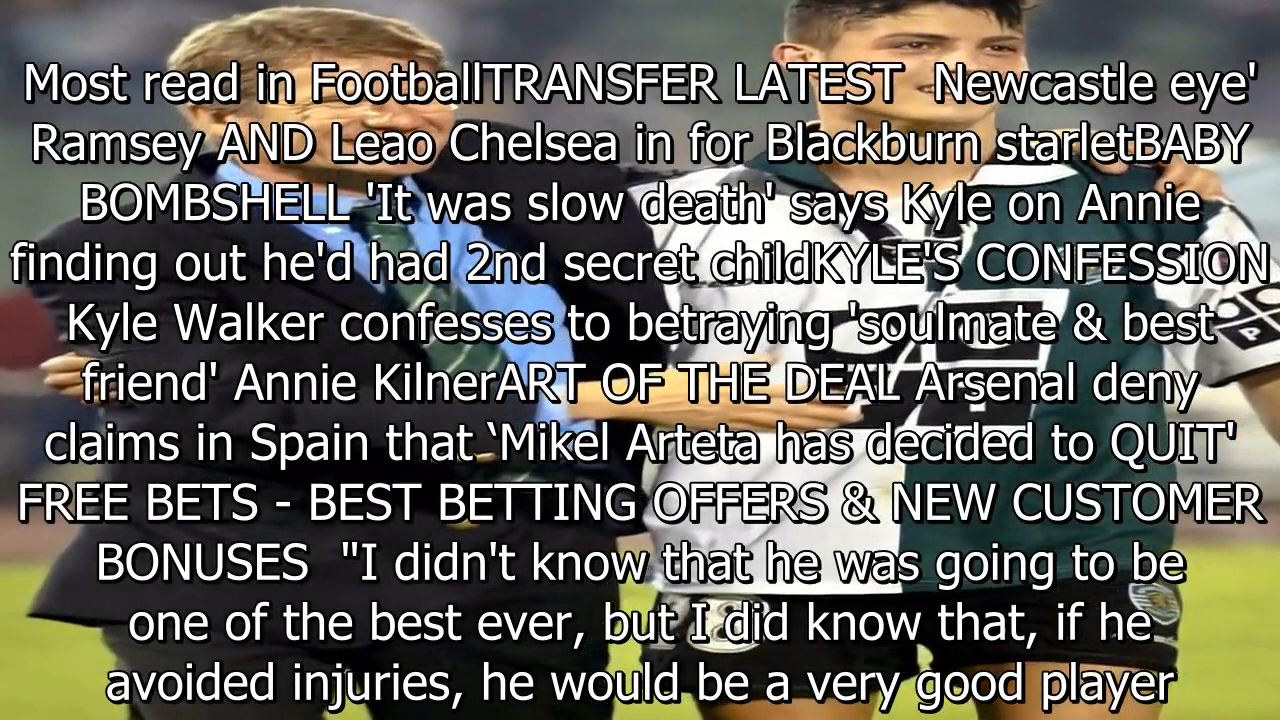 Most read in FootballTRANSFER LATEST  Newcastle eye'
Ramsey AND Leao Chelsea in for Blackburn starletBABY
BOMBSHELL 'It was slow death' says Kyle on Annie
finding out he'd had 2nd secret childKYLE'S CONFESSION
Kyle Walker confesses to betraying 'soulmate & best
friend' Annie KilnerART OF THE DEAL Arsenal deny
claims in Spain that ‘Mikel Arteta has decided to QUIT'
FREE BETS - BEST BETTING OFFERS & NEW CUSTOMER
BONUSES  "I didn't know that he was going to be
one of the best ever, but I did know that, if he
avoided injuries, he would be a very good player